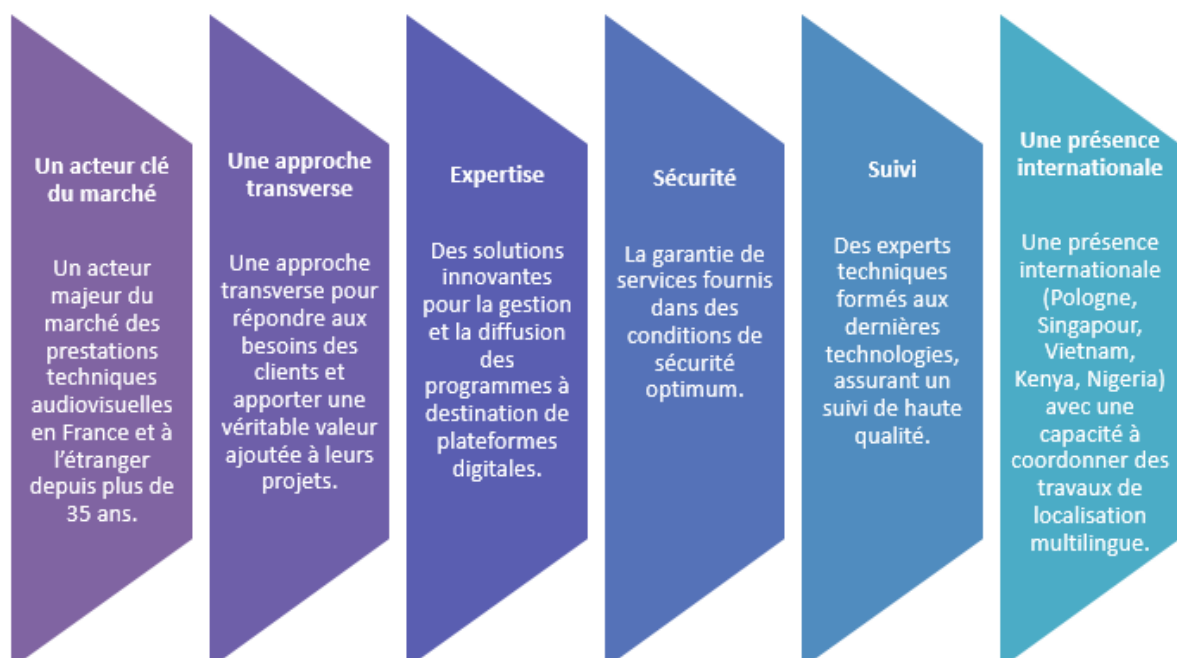 Un acteur clé
du marché
Un acteur
majeur du
marché des
prestations
techniques
audiovisuelles
en France et à
l'étranger
depuis plus de
35 ans.
Une approche
transverse
Une approche
transverse pour
répondre aux
besoins des
clients et
apporter une
véritable valeur
ajoutée à leurs
projets.
Expertise
Des solutions
innovantes
pour la gestion
et la diffusion
des
programmes à
destination de
plateformes
digitales.
Sécurité
La garantie de
services fournis
dans des
conditions de
sécurité
optimum.
Suivi
Des experts
techniques
formés aux
dernières
technologies,
assurant un
suivi de haute
qualité.
Une présence
internationale
Une présence
internationale
(Pologne,
Singapour,
Vietnam,
Kenya, Nigeria)
avec une
capacité à
coordonner des
travaux de
localisation
multilingue.